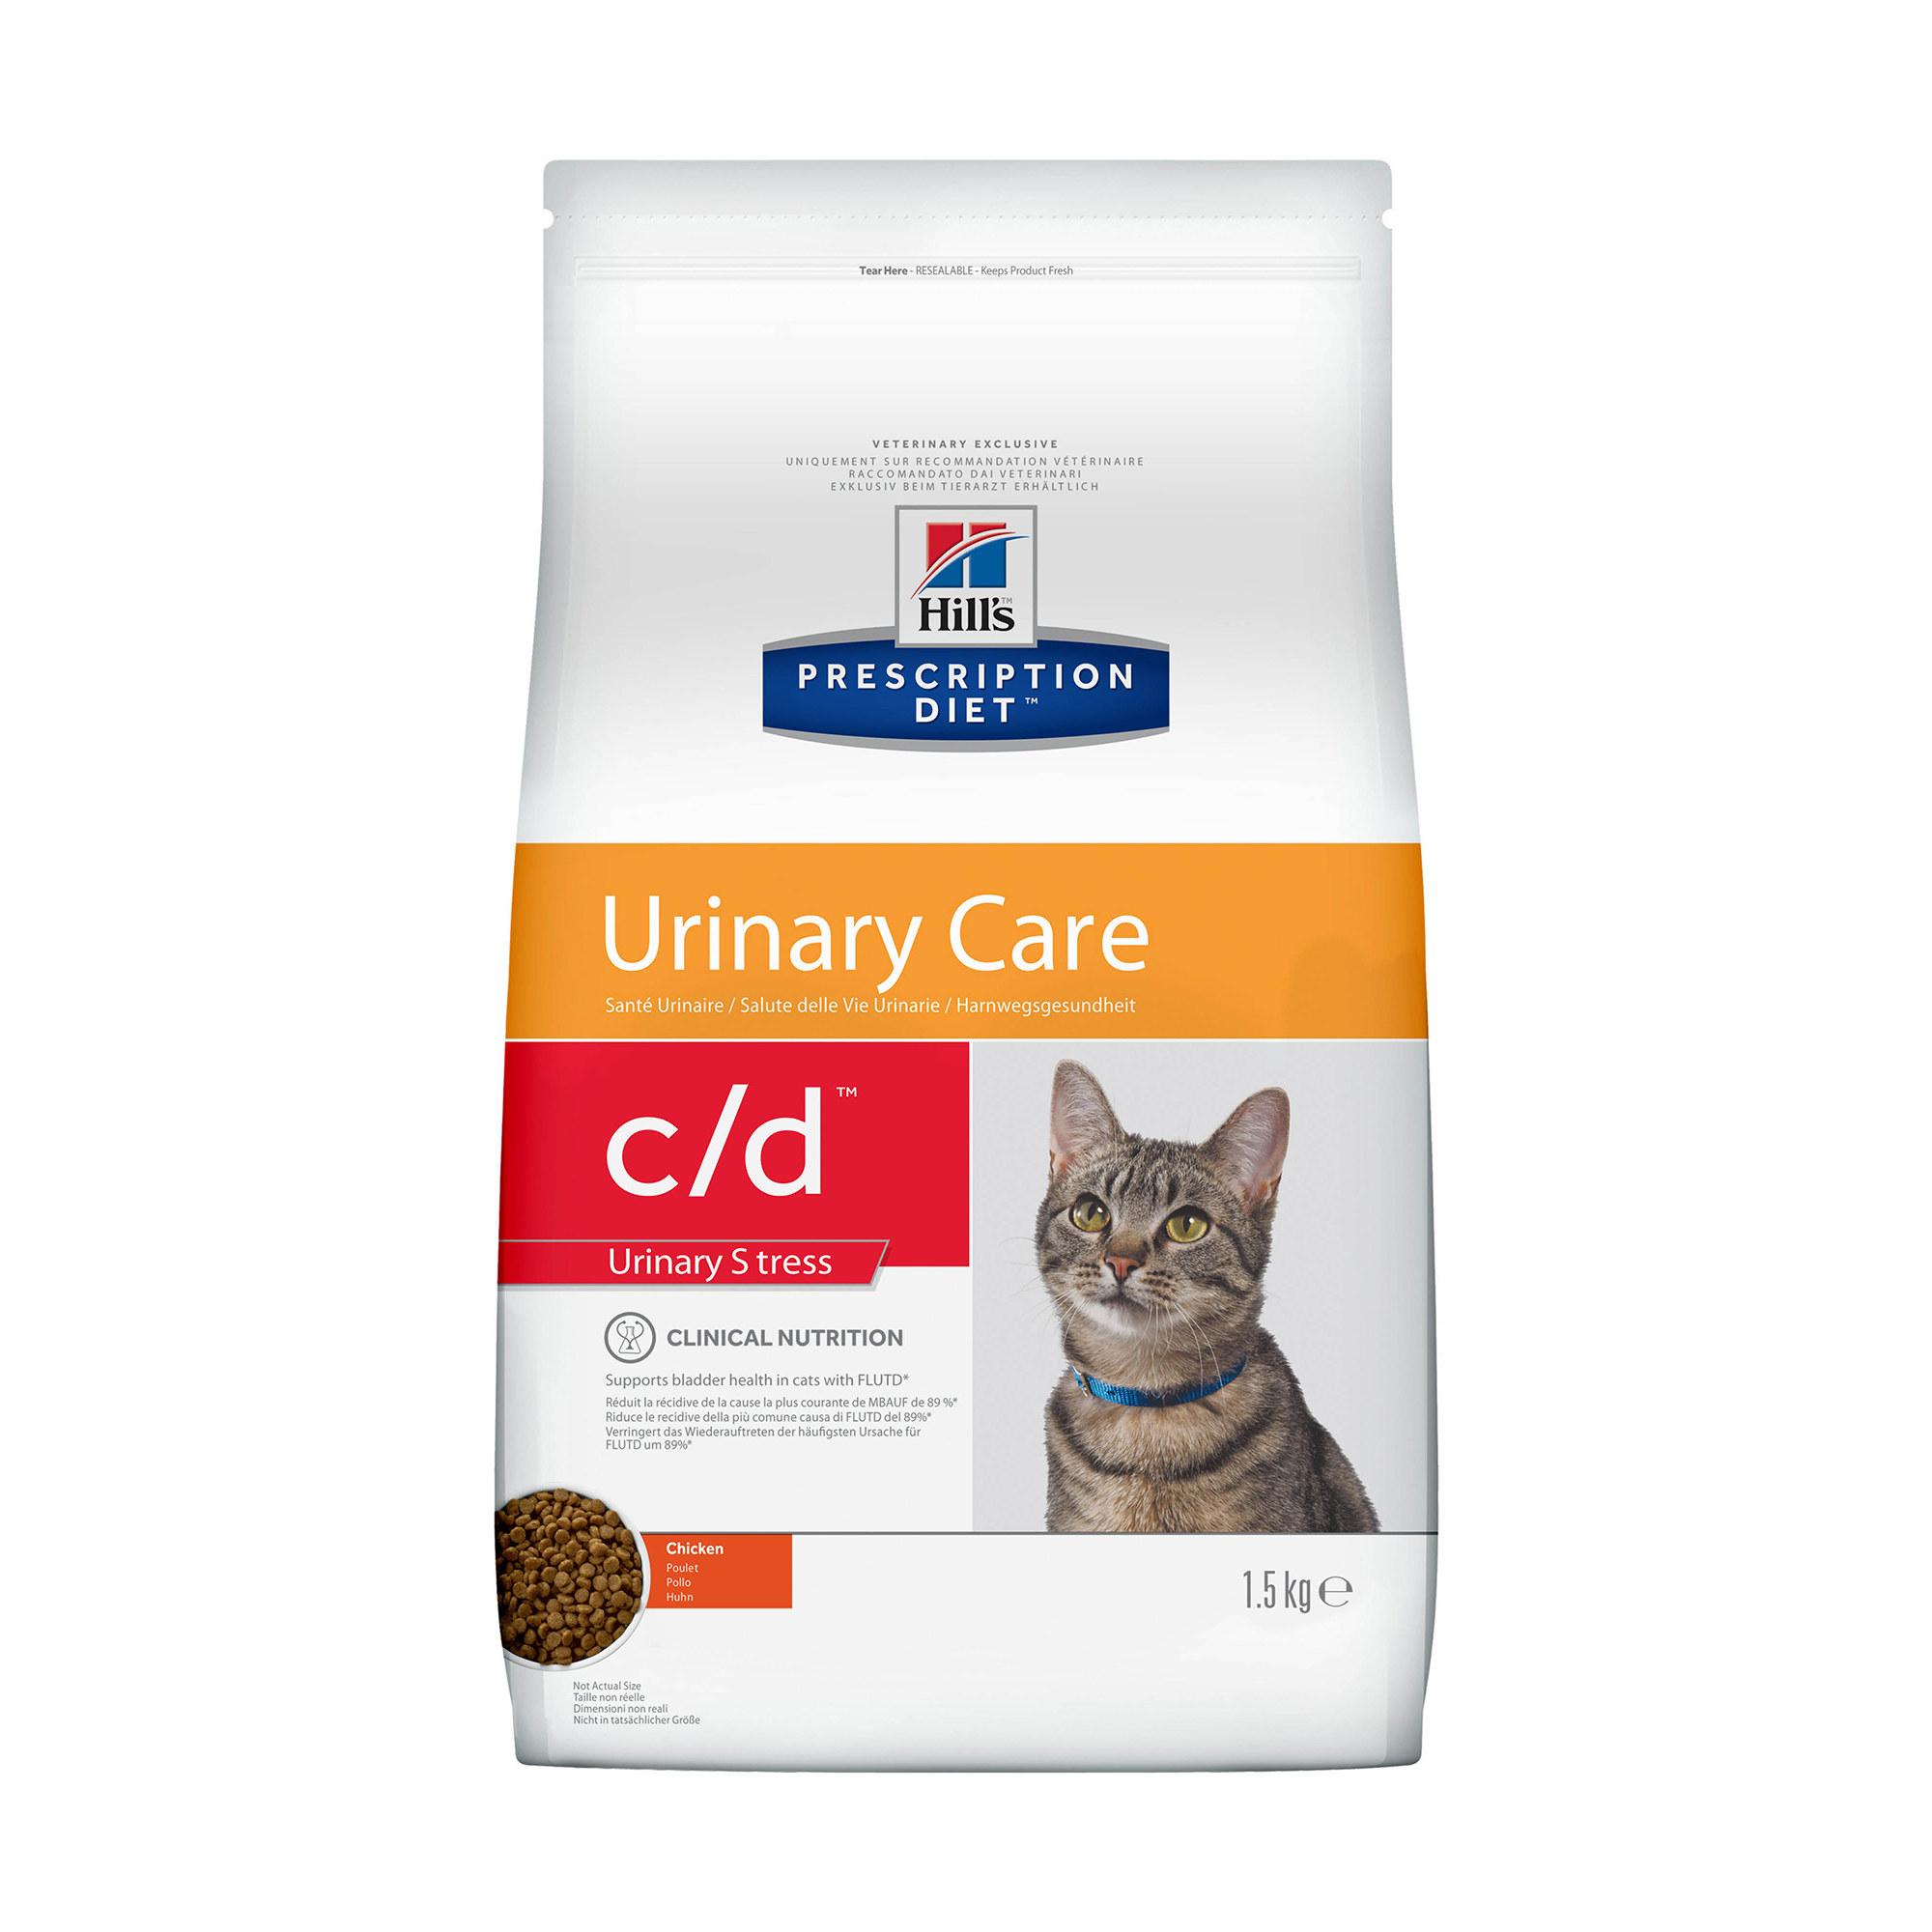 Tear Here - RESEALABLE - Keeps Product Fresh
VETERINARY EXCLUSIVE
UNIQUEMENT SUR RECOMMANDATION VÉTÉRINAIRE
RACCOMANDATO DAI VETERINARI
EXKLUSIV BEIM TIERARZT ERHÄLTLICH
Hill's™
PRESCRIPTION
DIET™
Urinary Care
Santé Urinaire / Salute delle Vie Urinarie / Harnwegsgesundheit
c/d™
Urinary S tress
CLINICAL NUTRITION
Supports bladder health in cats with FLUTD*
Réduit la récidive de la cause la plus courante de MBAUF de 89 %*
Riduce le recidive della più comune causa di FLUTD del 89%*
Verringert das Wiederauftreten der häufigsten Ursache für
FLUTD um 89%*
Chicken
Poulet
Pollo
Huhn
1.5 kg ℮
Not Actual Size
Taille non réelle
Dimensioni non reali
Nicht in tatsächlicher Größe